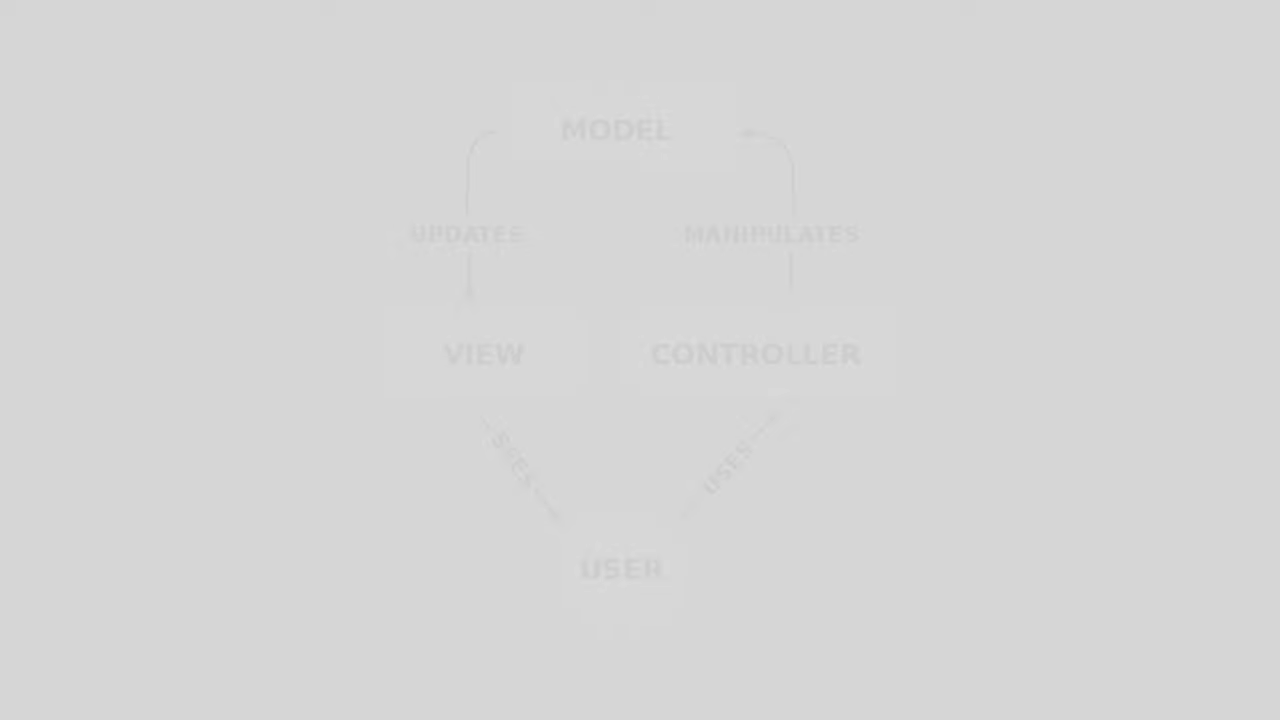 MODEL
UPDATES
MANIPULATES
VIEW
CONTROLLER
SEES
USES
USER